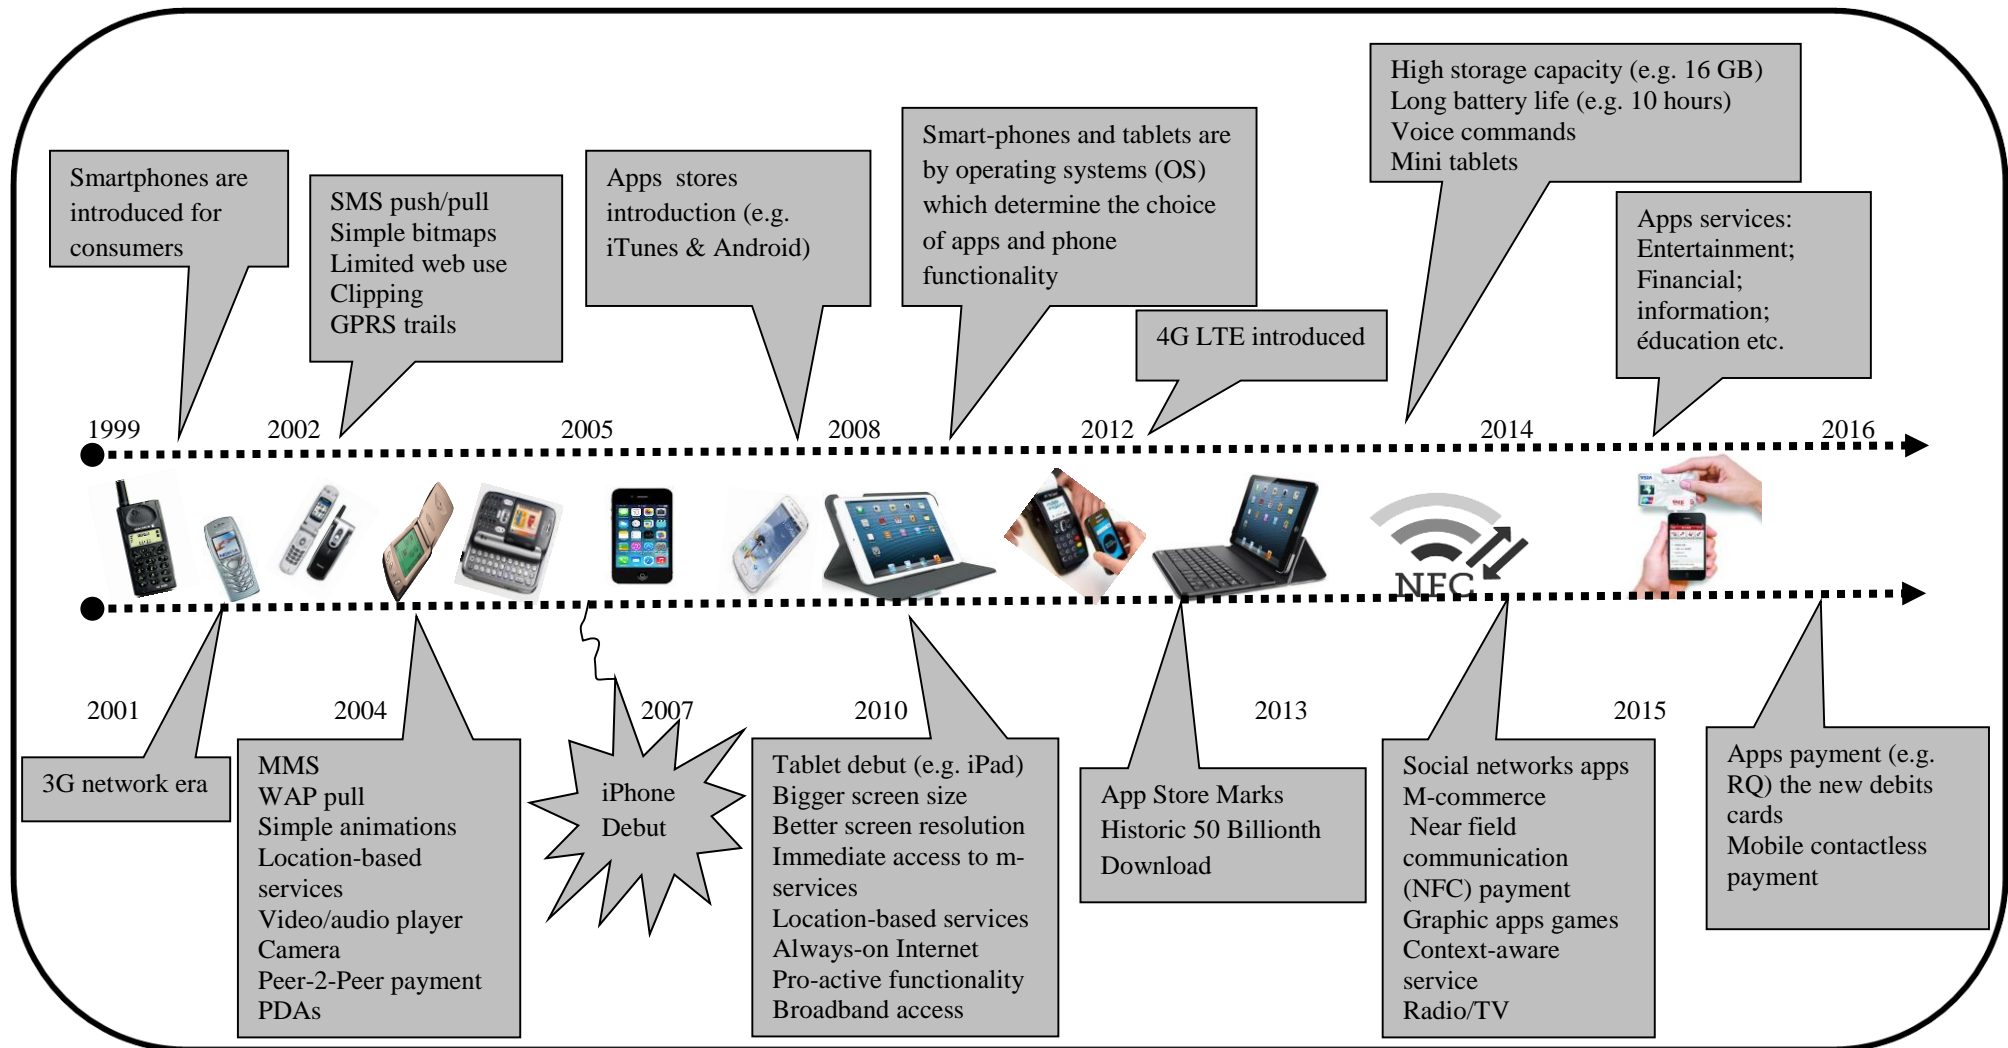 High storage capacity (e.g. 16 GB)
Long battery life (e.g. 10 hours)
Voice commands
Mini tablets
Smart-phones and tablets are
by operating systems (OS)
which determine the choice
of apps and phone
functionality
Smartphones are
introduced for
consumers
SMS push/pull
Simple bitmaps
Limited web use
Clipping
GPRS trails
Apps stores
introduction (e.g.
iTunes & Android)
Apps services:
Entertainment;
Financial;
information;
éducation etc.
4G LTE introduced
1999
2002
2005
2008
2012
2014
2016
NOKIA
VISA
NFC
2001
2004
2007
2010
2013
2015
3G network era
MMS
WAP pull
Simple animations
Location-based
services
Video/audio player
Camera
Peer-2-Peer payment
PDAs
iPhone
Debut
Tablet debut (e.g. iPad)
Bigger screen size
Better screen resolution
Immediate access to m-
services
Location-based services
Always-on Internet
Pro-active functionality
Broadband access
App Store Marks
Historic 50 Billionth
Download
Social networks apps
M-commerce
Near field
communication
(NFC) payment
Graphic apps games
Context-aware
service
Radio/TV
Apps payment (e.g.
RQ) the new debits
cards
Mobile contactless
payment